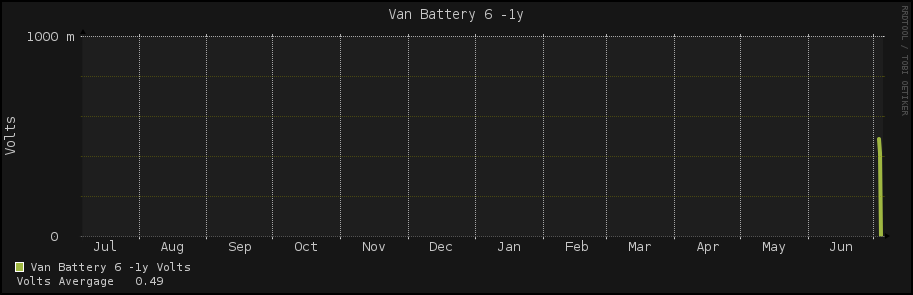 Van Battery 6 -1y
RRDTOOL / TOBI OETIKER
1000 m
Volts
0
Jul Aug Sep Oct Nov Dec Jan Feb Mar Apr May Jun
Van Battery 6 -1y Volts
Volts Avergage 0.49